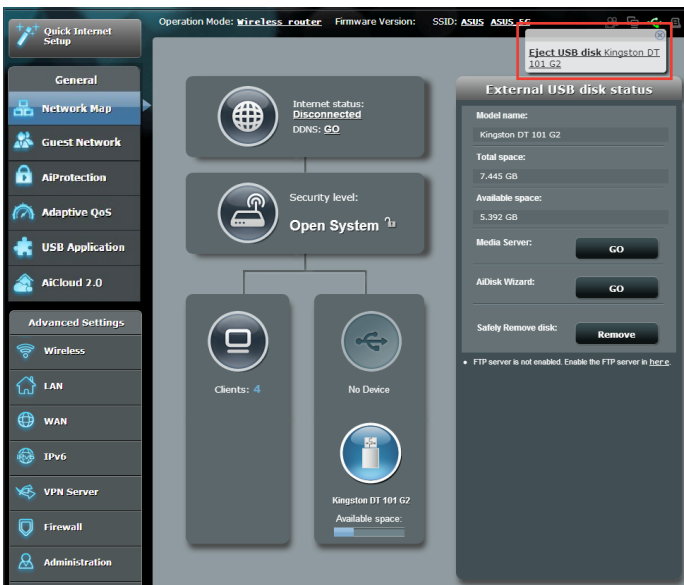 Quick Internet
Setup
Operation Mode: Wireless router Firmware Version: SSID: ASUS ASUS_5G
Eject USB disk Kingston DT
101 G2
General
Network Map
Guest Network
AiProtection
Adaptive QoS
USB Application
AiCloud 2.0
Advanced Settings
Wireless
LAN
WAN
IPv6
VPN Server
Firewall
Administration
Internet status:
Disconnected
DDNS: GO
Security level:
Open System
Clients: 4
No Device
Kingston DT 101 G2
Available space:
External USB disk status
Model name:
Kingston DT 101 G2
Total space:
7.445 GB
Available space:
5.392 GB
Media Server: GO
AiDisk Wizard: GO
Safely Remove disk: Remove
• FTP server is not enabled. Enable the FTP server in here.